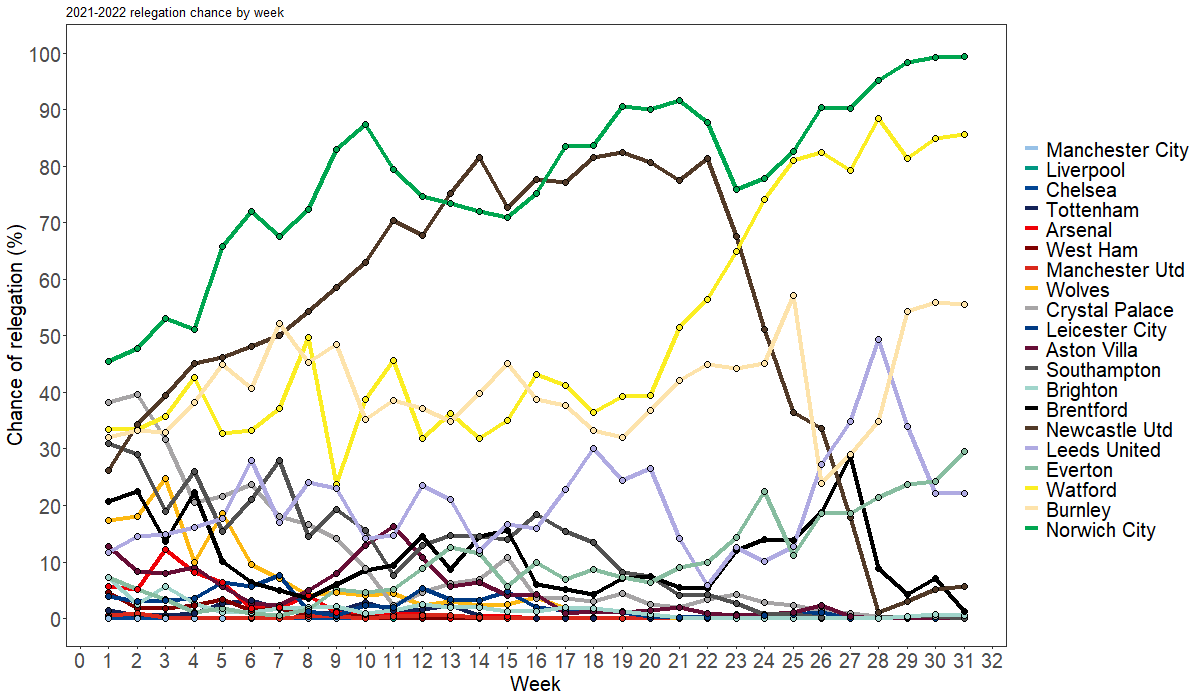 2021-2022 relegation chance by week
100
90
80
70
60
50
40
30
20
10
0
Chance of relegation (%)
0 1 2 3 4 5 6 7 8 9 10 11 12 13 14 15 16 17 18 19 20 21 22 23 24 25 26 27 28 29 30 31 32
Week
Manchester City
Liverpool
Chelsea
Tottenham
Arsenal
West Ham
Manchester Utd
Wolves
Crystal Palace
Leicester City
Aston Villa
Southampton
Brighton
Brentford
Newcastle Utd
Leeds United
Everton
Watford
Burnley
Norwich City